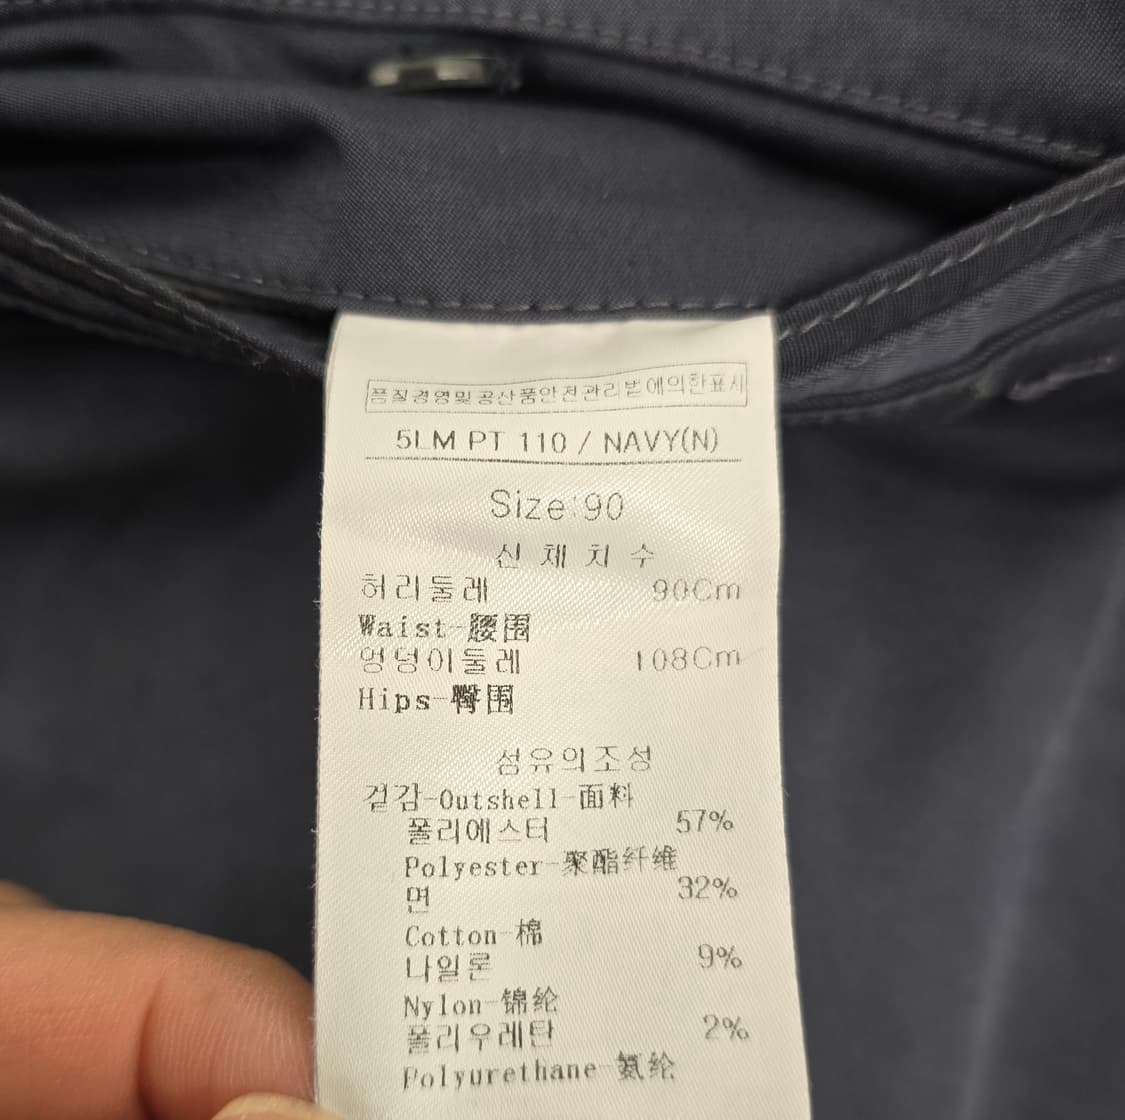 품질경영및공산품안전관리법에의한표시
5LM PT 110 / NAVY(N)
Size:90
신체치수
허리둘레 90Cm
Waist-腰围
엉덩이둘레 108Cm
Hips-臀围
섬유의조성
겉감-Outshell-面料
폴리에스터 57%
Polyester-聚酯纤维
면 32%
Cotton-棉
나일론 9%
Nylon-锦纶
폴리우레탄 2%
Polyurethane-氨纶